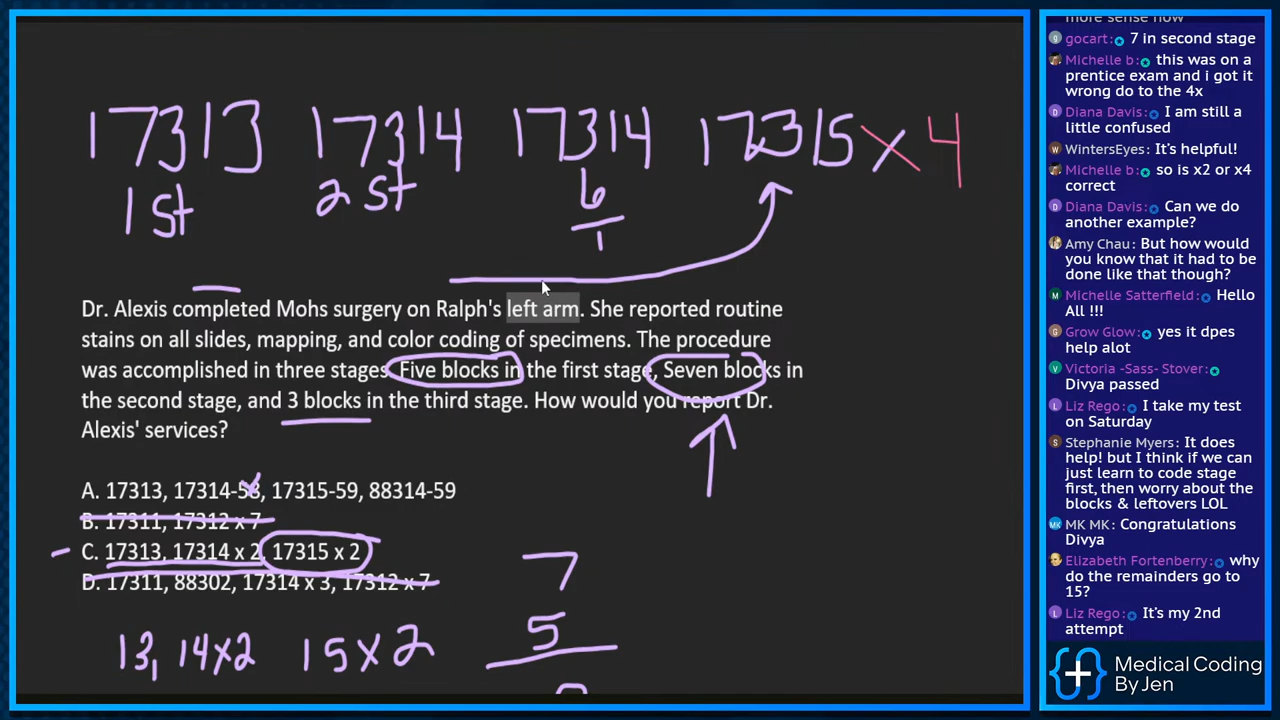 17313 17314 17314 17315 x 4
1 St 2 St 6
1
Dr. Alexis completed Mohs surgery on Ralph's left arm. She reported routine
stains on all slides, mapping, and color coding of specimens. The procedure
was accomplished in three stages. Five blocks in the first stage, Seven blocks in
the second stage, and 3 blocks in the third stage. How would you report Dr.
Alexis' services?
A. 17313, 17314-58, 17315-59, 88314-59
B. 17311, 17312 x 7
C. 17313, 17314 x 2, 17315 x 2
D. 17311, 88302, 17314 x 3, 17312 x 7
7
5
13, 14x2 15x2
more sense now
gocart: 7 in second stage
Michelle b: this was on a
prentice exam and i got it
wrong do to the 4x
Diana Davis: I am still a
little confused
WintersEyes: It's helpful!
Michelle b: so is x2 or x4
correct
Diana Davis: Can we do
another example?
Amy Chau: But how would
you know that it had to be
done like that though?
Michelle Satterfield: Hello
All !!!
Grow Glow: yes it dpes
help alot
Victoria -Sass- Stover:
Divya passed
Liz Rego: I take my test
on Saturday
Stephanie Myers: It does
help! but I think if we can
just learn to code stage
first, then worry about the
blocks & leftovers LOL
MK MK: Congratulations
Divya
Elizabeth Fortenberry: why
do the remainders go to
15?
Liz Rego: It's my 2nd
attempt
Medical Coding
By Jen